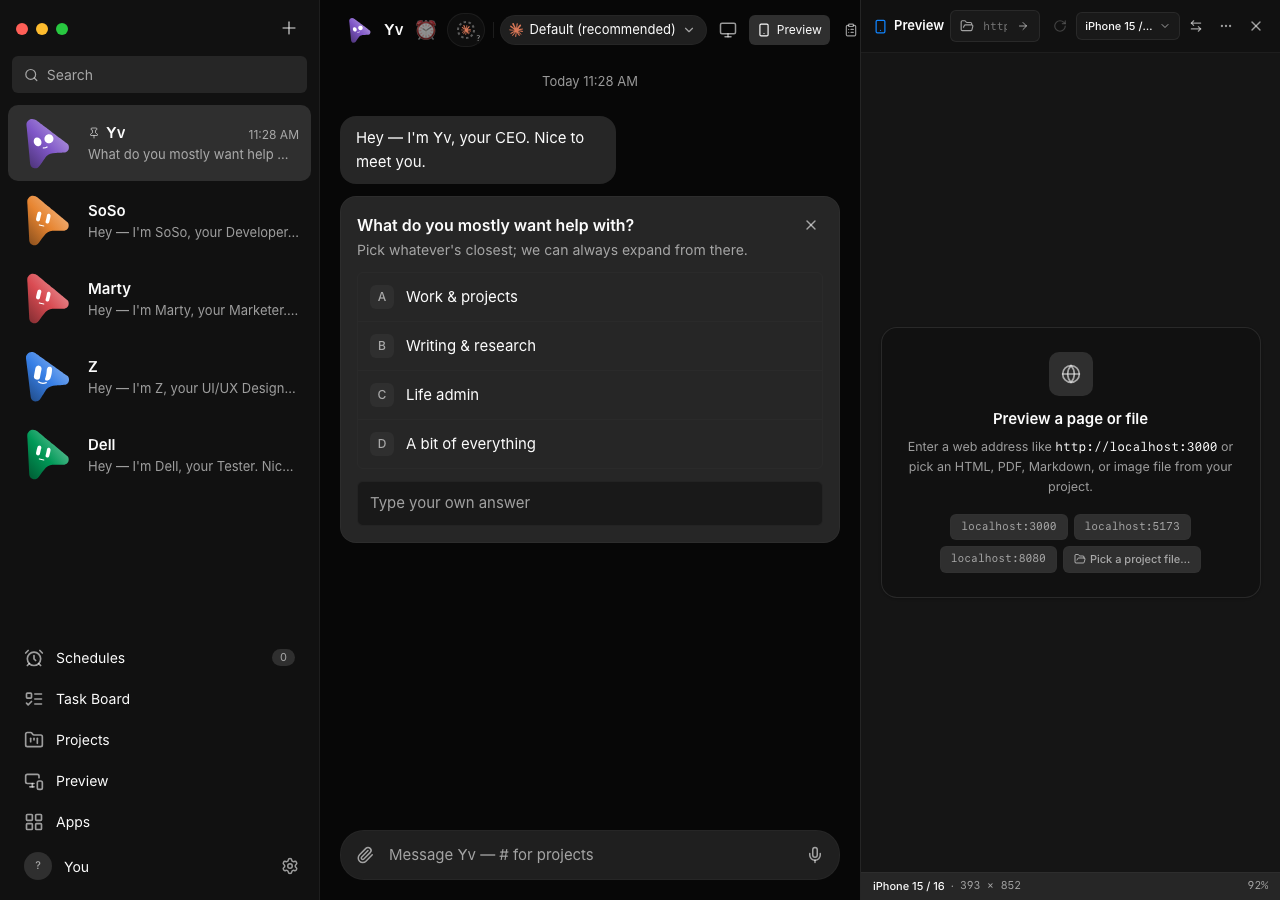 Search
Yv
11:28 AM
What do you mostly want help ...
SoSo
Hey — I'm SoSo, your Developer...
Marty
Hey — I'm Marty, your Marketer....
Z
Hey — I'm Z, your UI/UX Design...
Dell
Hey — I'm Dell, your Tester. Nic...
Schedules
0
Task Board
Projects
Preview
Apps
?
You
Yv
?
Default (recommended)
Preview
Today 11:28 AM
Hey — I'm Yv, your CEO. Nice to
meet you.
What do you mostly want help with?
Pick whatever's closest; we can always expand from there.
A Work & projects
B Writing & research
C Life admin
D A bit of everything
Type your own answer
Message Yv — # for projects
Preview
http
iPhone 15 /...
Preview a page or file
Enter a web address like http://localhost:3000 or
pick an HTML, PDF, Markdown, or image file from your
project.
localhost:3000
localhost:5173
localhost:8080
Pick a project file...
iPhone 15 / 16 · 393 × 852
92%